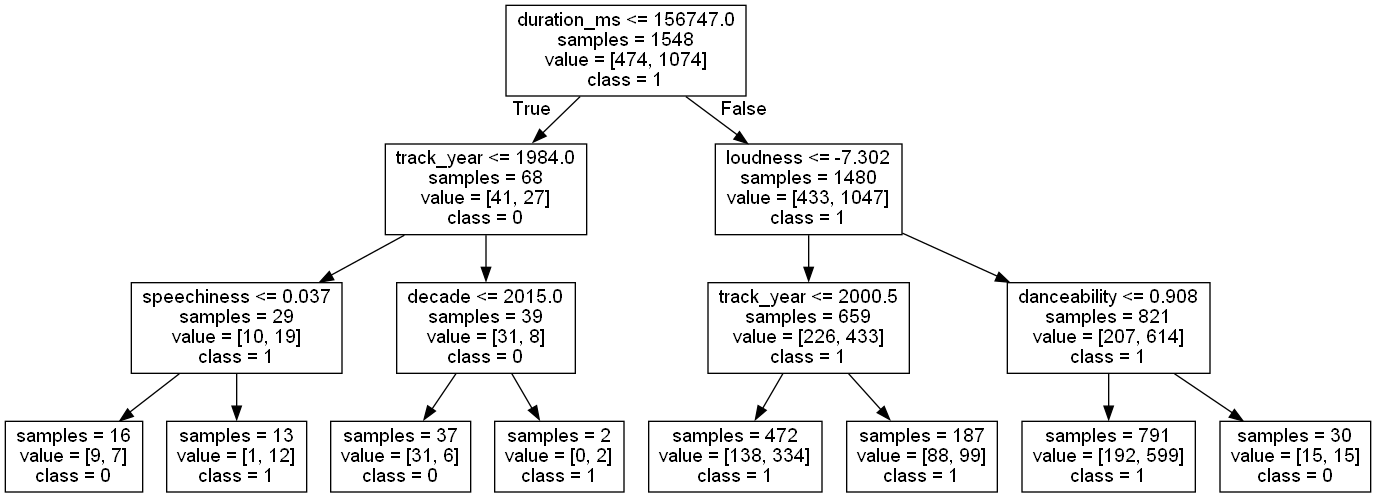 duration_ms <= 156747.0
samples = 1548
value = [474, 1074]
class = 1
True
False
track_year <= 1984.0
samples = 68
value = [41, 27]
class = 0
loudness <= -7.302
samples = 1480
value = [433, 1047]
class = 1
speechiness <= 0.037
samples = 29
value = [10, 19]
class = 1
decade <= 2015.0
samples = 39
value = [31, 8]
class = 0
track_year <= 2000.5
samples = 659
value = [226, 433]
class = 1
danceability <= 0.908
samples = 821
value = [207, 614]
class = 1
samples = 16
value = [9, 7]
class = 0
samples = 13
value = [1, 12]
class = 1
samples = 37
value = [31, 6]
class = 0
samples = 2
value = [0, 2]
class = 1
samples = 472
value = [138, 334]
class = 1
samples = 187
value = [88, 99]
class = 1
samples = 791
value = [192, 599]
class = 1
samples = 30
value = [15, 15]
class = 0